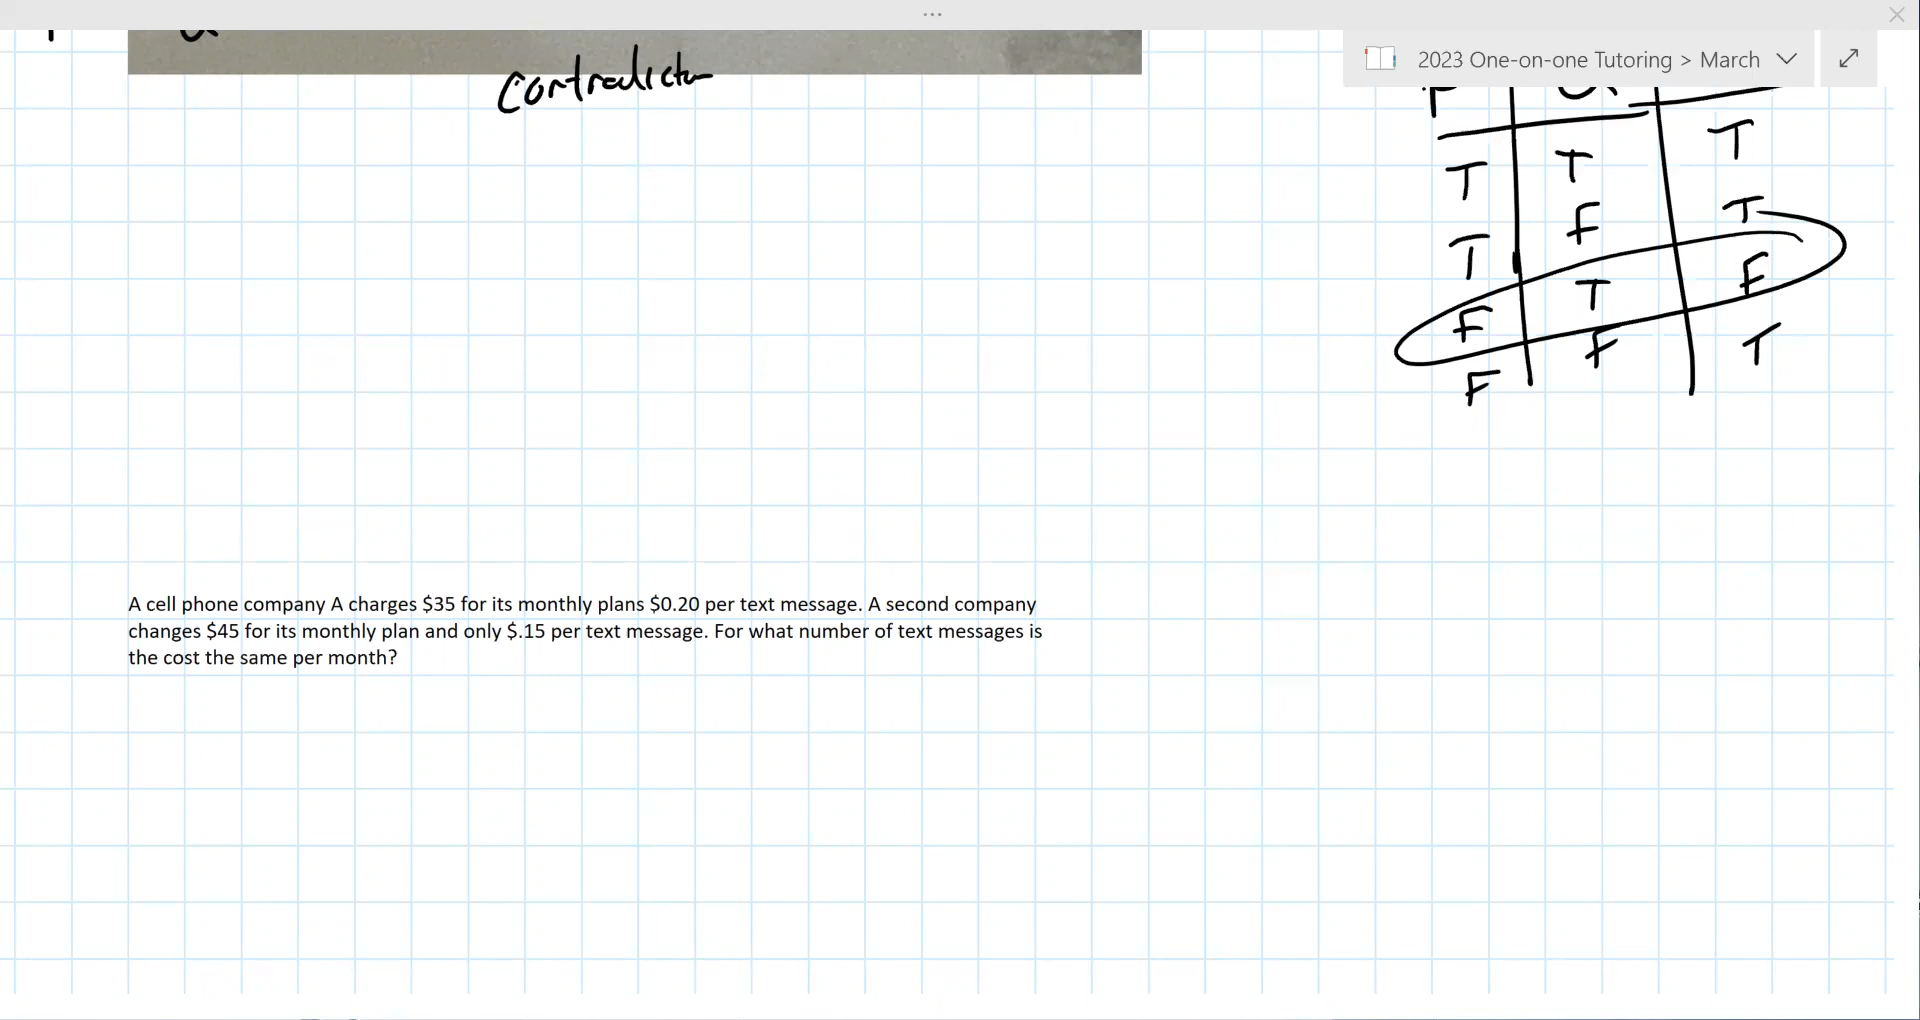 ...
2023 One-on-one Tutoring > March
P
T T T
T F T
F T F
F F T
A cell phone company A charges $35 for its monthly plans $0.20 per text message. A second company
changes $45 for its monthly plan and only $.15 per text message. For what number of text messages is
the cost the same per month?